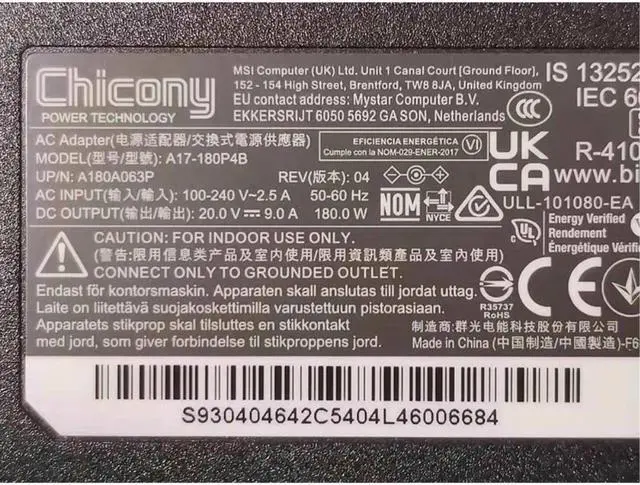 Chicony
POWER TECHNOLOGY
MSI Computer (UK) Ltd. Unit 1 Canal Court [Ground Floor],
152 - 154 High Street, Brentford, TW8 8JA, United Kingdom
EU contact address: Mystar Computer B.V.
EKKERSRIJT 6050 5692 GA SON, Netherlands
CCC
IS 13252
IEC 6
AC Adapter(电源适配器/交換式電源供應器)
MODEL(型号/型號): A17-180P4B
UP/N: A180A063P REV(版本): 04
AC INPUT(输入/輸入): 100-240 V~2.5 A 50-60 Hz
DC OUTPUT(输出/輸出): 20.0 V⎓9.0 A 180.0 W
EFICIENCIA ENERGÉTICA
Cumple con la NOM-029-ENER-2017
VI
UK
CA
R-410
www.bi
NOM
NYCE
ULL-101080-EA
UL
Energy Verified
Rendement
Énergétique Vérifi
CAUTION: FOR INDOOR USE ONLY.
(警告:限用信息类产品及室内使用/限用資訊類產品及室內使用)
CONNECT ONLY TO GROUNDED OUTLET.
Endast för kontorsmaskin. Apparaten skall anslutas till jordat uttag.
Laite on liitettävä suojakoskettimilla varustettuun pistorasiaan.
Apparatets stikprop skal tilsluttes en stikkontakt
med jord, som giver forbindelse til stikproppens jord.
R35737
RoHS
CE
制造商:群光电能科技股份有限公司
Made in China (中国制造/中國製造)-F6
S930404642C5404L46006684